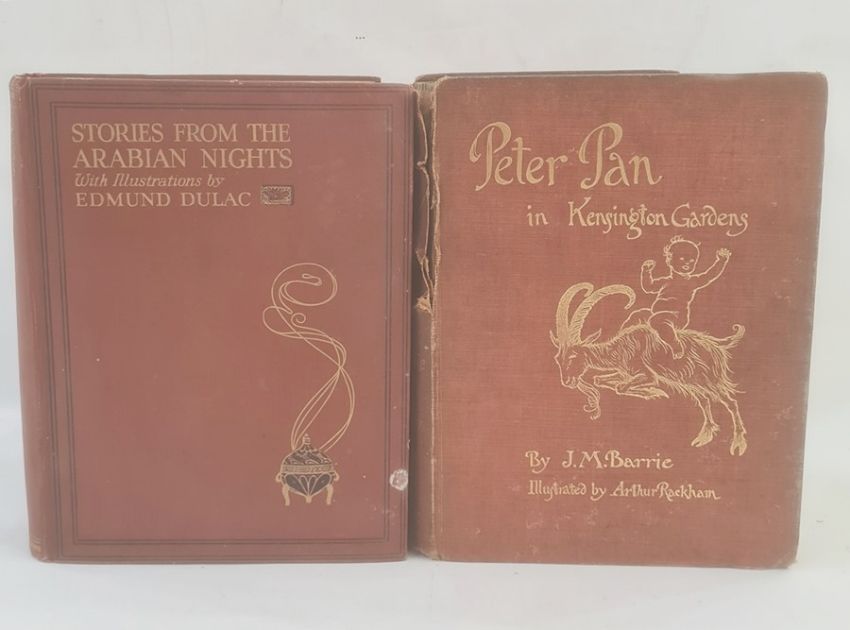 STORIES FROM THE
ARABIAN NIGHTS
With Illustrations by
EDMUND DULAC
Peter Pan
in Kensington Gardens
By J.M.Barrie
Illustrated by Arthur Rackham